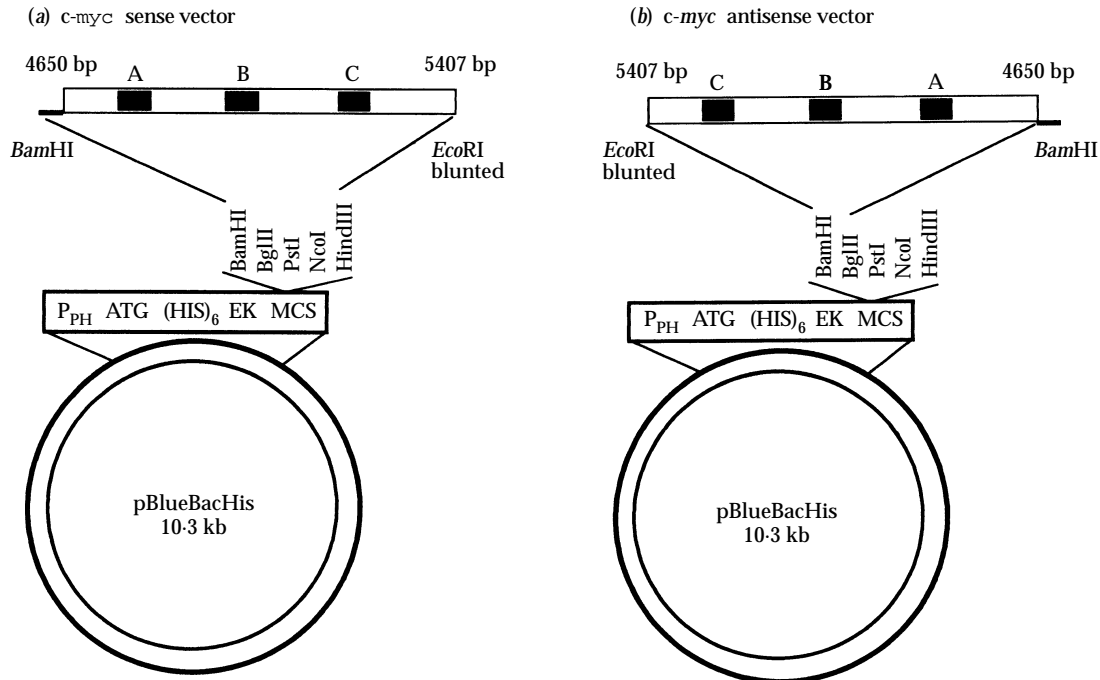 (a) c-myc sense vector
4650 bp
A
B
C
5407 bp
BamHI
EcoRI
blunted
BamHI
BglII
PstI
NcoI
HindIII
PPH ATG (HIS)6 EK MCS
pBlueBacHis
10·3 kb
(b) c-myc antisense vector
5407 bp
C
B
A
4650 bp
EcoRI
blunted
BamHI
BamHI
BglII
PstI
NcoI
HindIII
PPH ATG (HIS)6 EK MCS
pBlueBacHis
10·3 kb